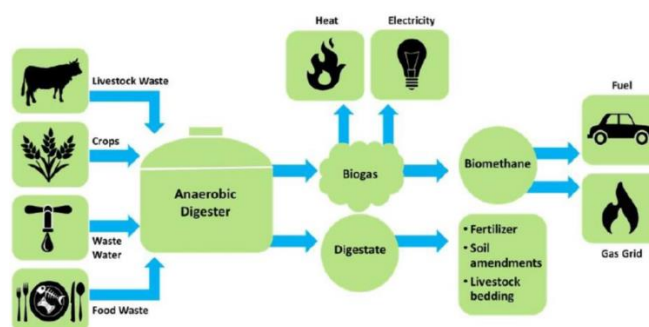 Heat
Electricity
Livestock Waste
Fuel
Crops
Anaerobic
Digester
Biogas
Biomethane
Waste
Water
Digestate
• Fertilizer
• Soil
amendments
• Livestock
bedding
Gas Grid
Food Waste